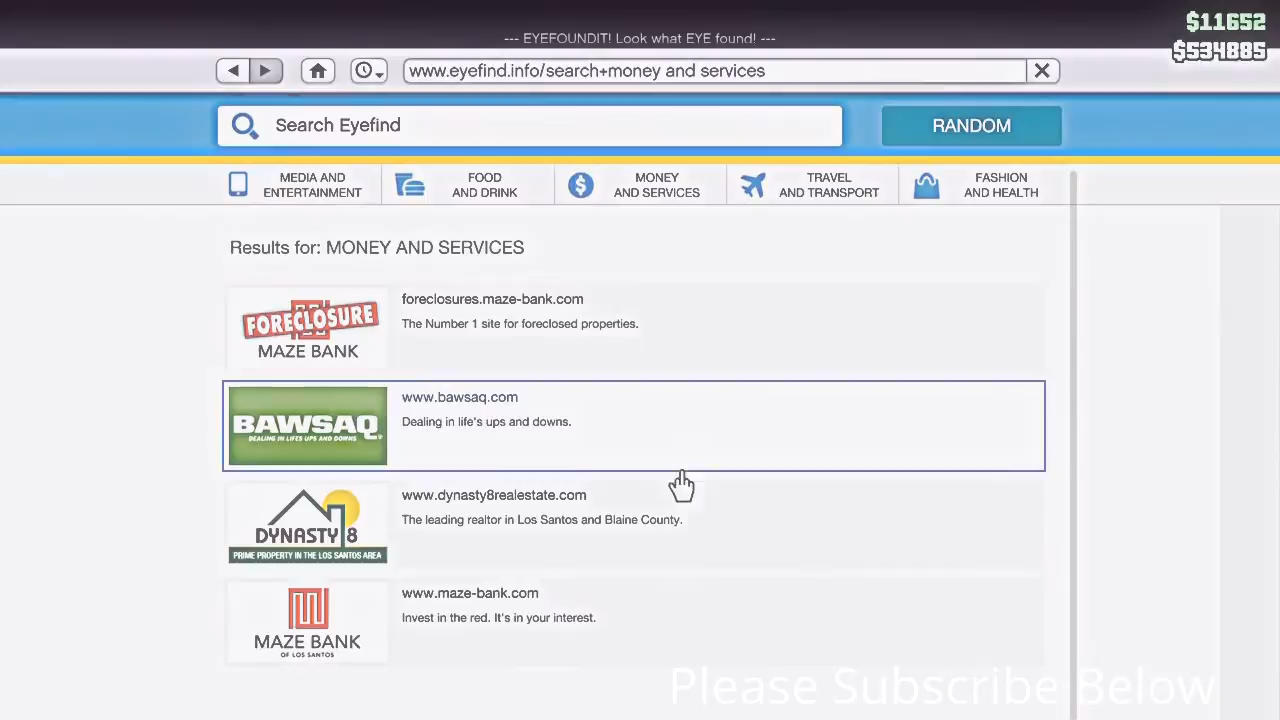 $11652
--- EYEFOUNDIT! Look what EYE found! ---
$534885
www.eyefind.info/search+money and services
Search Eyefind
RANDOM
MEDIA AND
ENTERTAINMENT
FOOD
AND DRINK
MONEY
AND SERVICES
TRAVEL
AND TRANSPORT
FASHION
AND HEALTH
Results for: MONEY AND SERVICES
FORECLOSURE
MAZE BANK
foreclosures.maze-bank.com
The Number 1 site for foreclosed properties.
BAWSAQ
DEALING IN LIFE'S UPS AND DOWNS
www.bawsaq.com
Dealing in life's ups and downs.
DYNASTY 8
PRIME PROPERTY IN THE LOS SANTOS AREA
www.dynasty8realestate.com
The leading realtor in Los Santos and Blaine County.
MAZE BANK
OF LOS SANTOS
www.maze-bank.com
Invest in the red. It's in your interest.
Please Subscribe Below